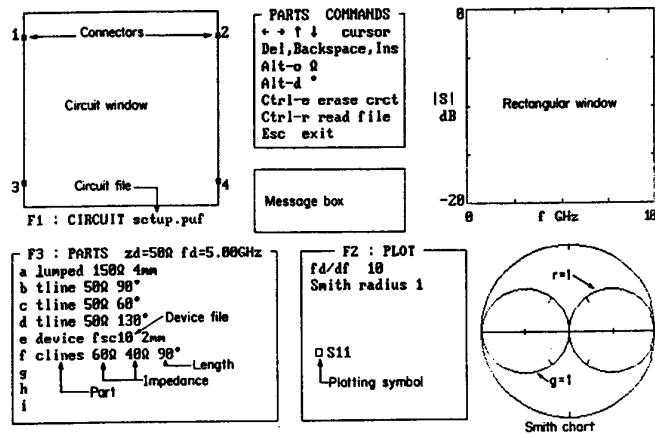 1 Connectors 2
Circuit window
3 Circuit file 4
F1 : CIRCUIT setup.puf
PARTS COMMANDS
← → ↑ ↓ cursor
Del,Backspace,Ins
Alt-o Ω
Alt-d °
Ctrl-e erase crct
Ctrl-r read file
Esc exit
Message box
0
|S|
dB
Rectangular window
-20
0 f GHz 10
F3 : PARTS zd=50Ω fd=5.00GHz
a lumped 150Ω 4mm
b tline 50Ω 90°
c tline 50Ω 60°
d tline 50Ω 130°
Device file
e device fsc10 2mm
f clines 60Ω 40Ω 90°
g
h
i
Length
Impedance
Part
F2 : PLOT
fd/df 10
Smith radius 1
S11
Plotting symbol
r=1
g=1
Smith chart